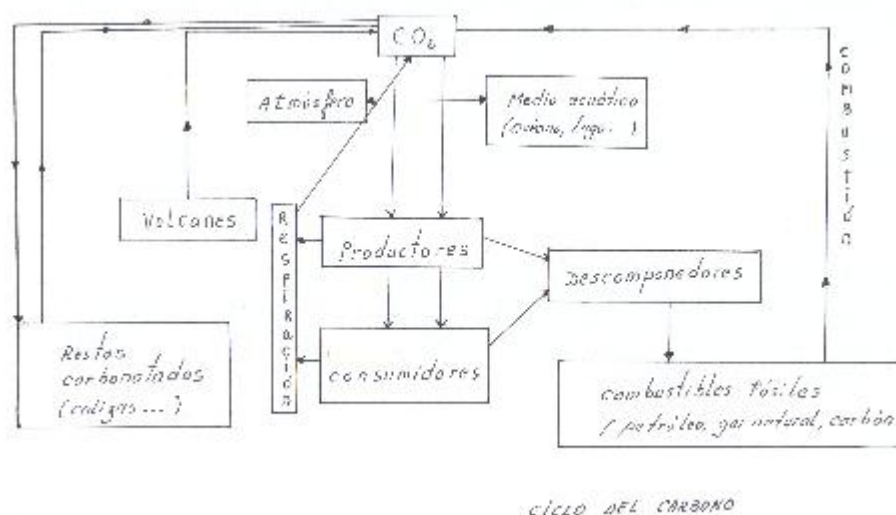 CO₂
Atmósfera
Medio acuático
(océano, lago...)
combustión
Volcanes
Respiración
Productores
Descomponedores
Restos
carbonatados
(calizas...)
consumidores
combustibles fósiles
(petróleo, gas natural, carbón
CICLO DEL CARBONO